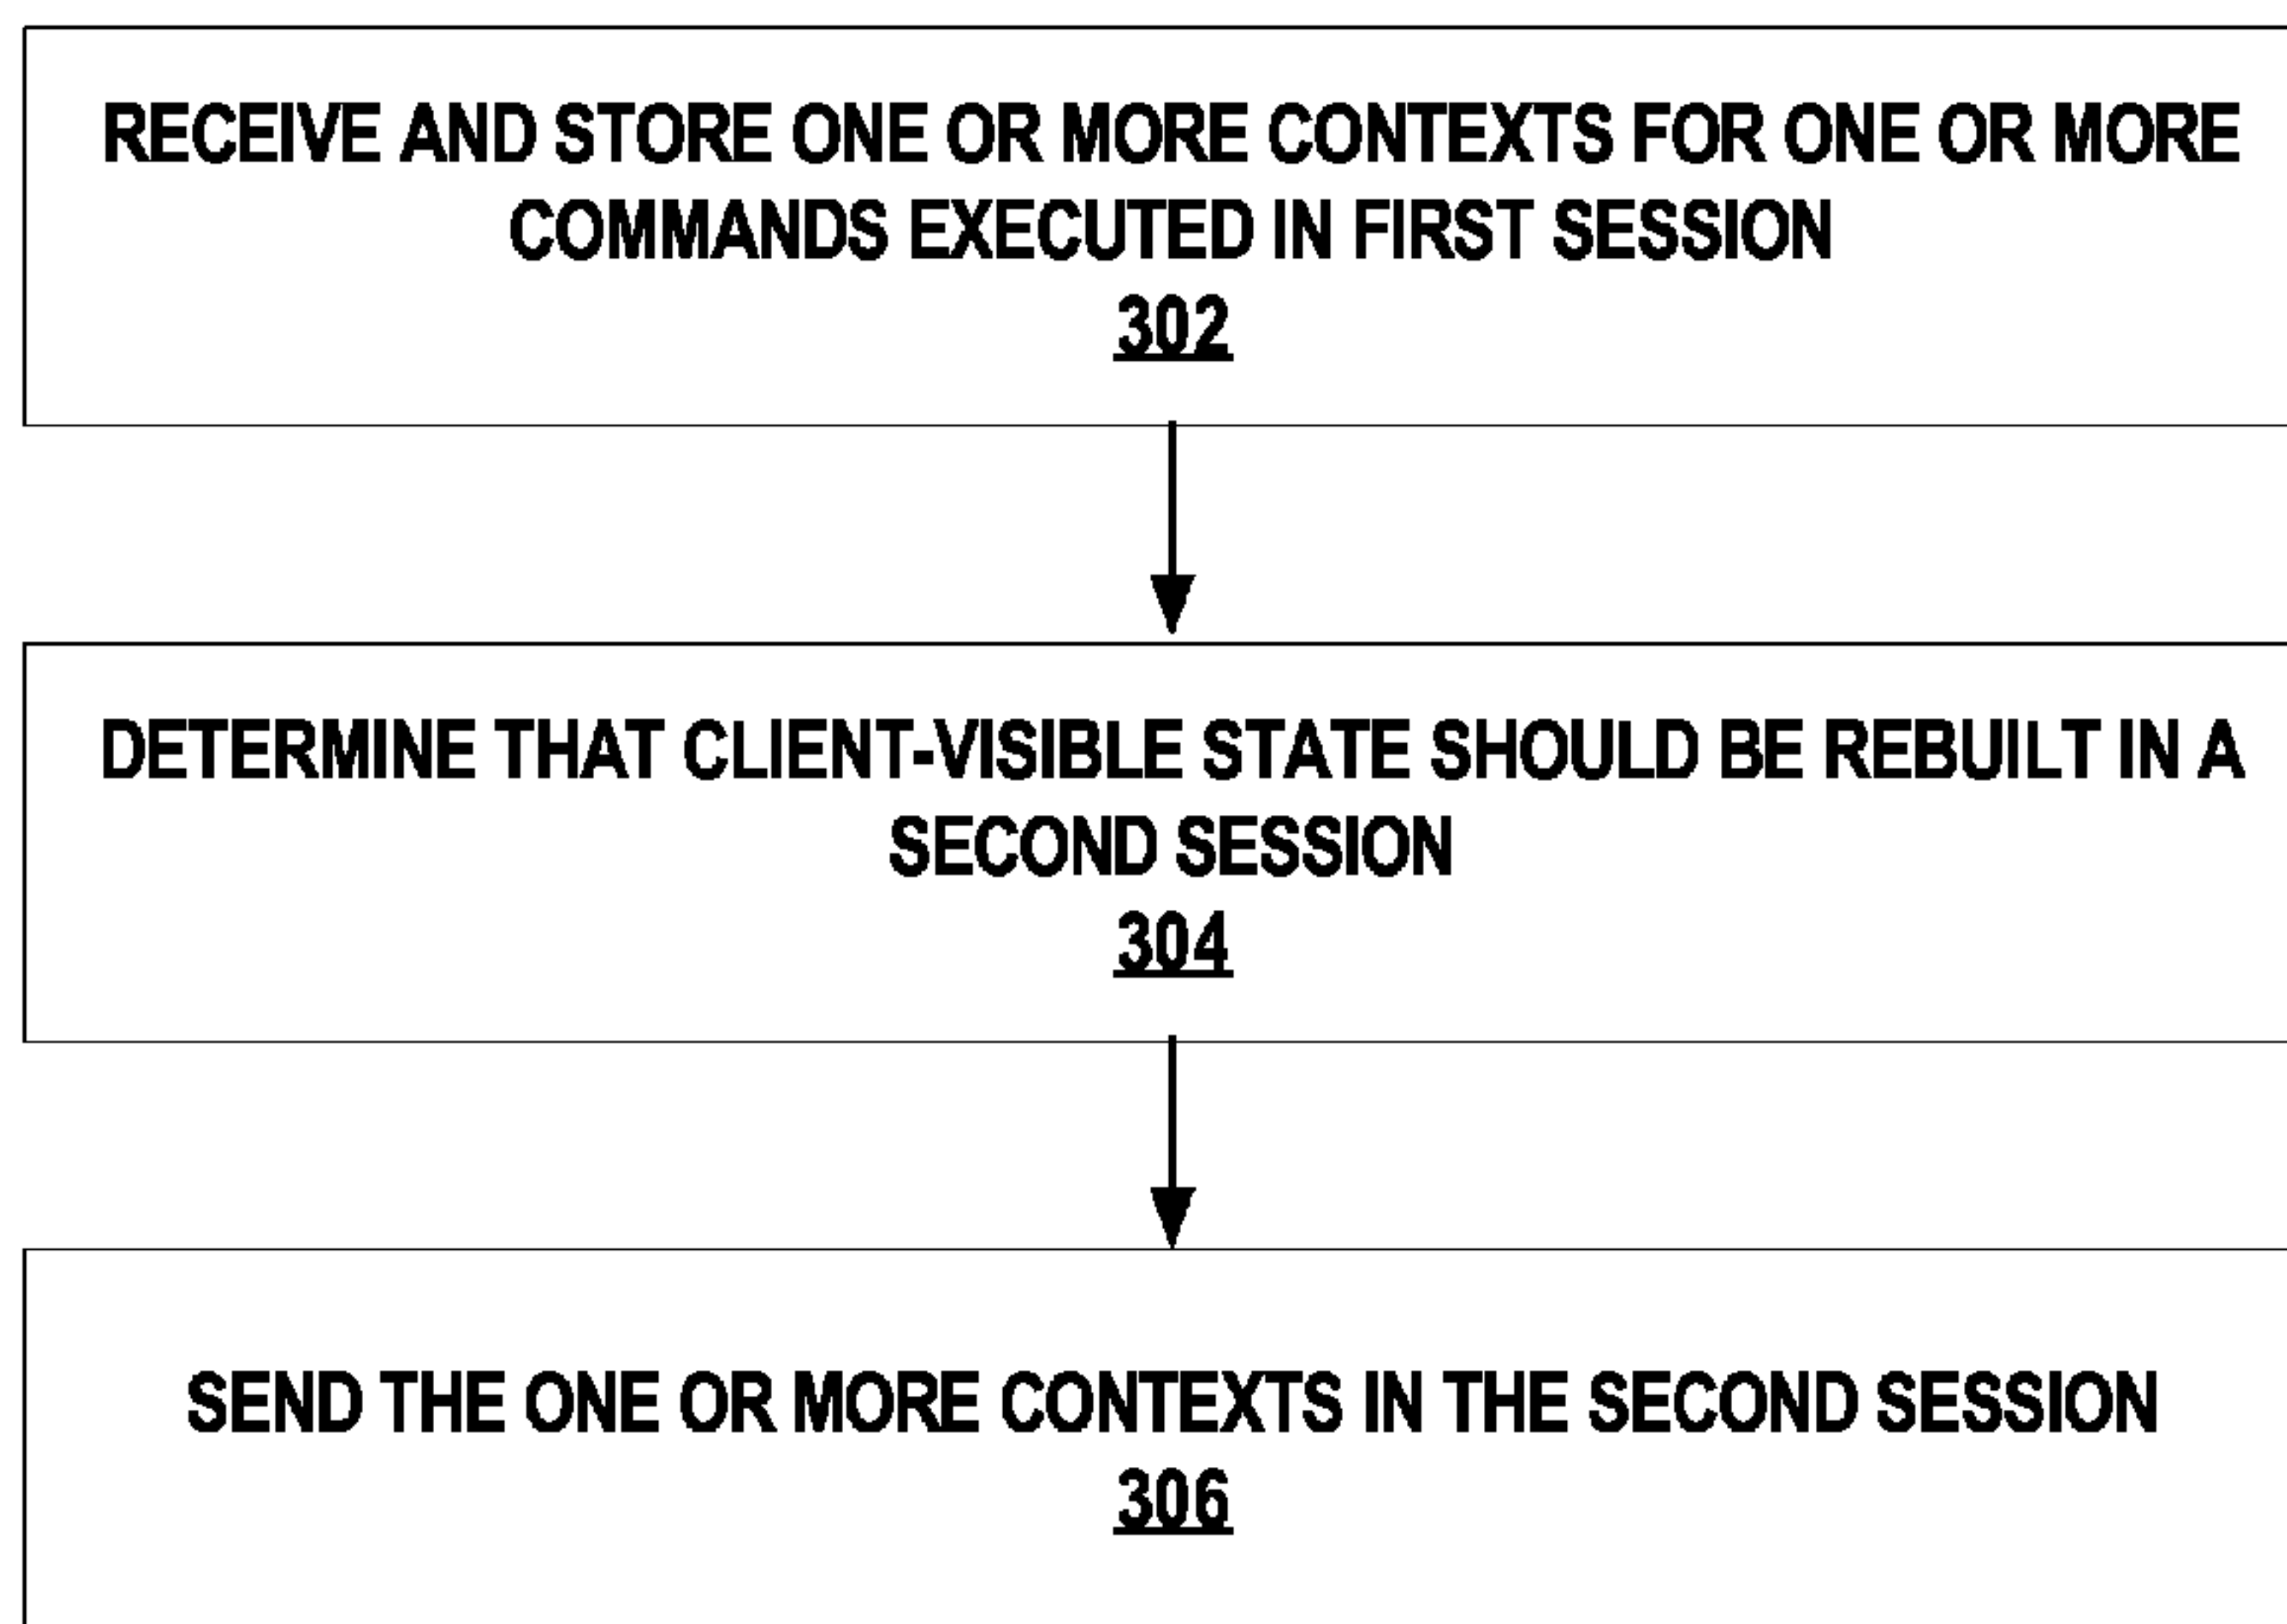 RECEIVE AND STORE ONE OR MORE CONTEXTS FOR ONE OR MORE
COMMANDS EXECUTED IN FIRST SESSION
302
DETERMINE THAT CLIENT-VISIBLE STATE SHOULD BE REBUILT IN A
SECOND SESSION
304
SEND THE ONE OR MORE CONTEXTS IN THE SECOND SESSION
306